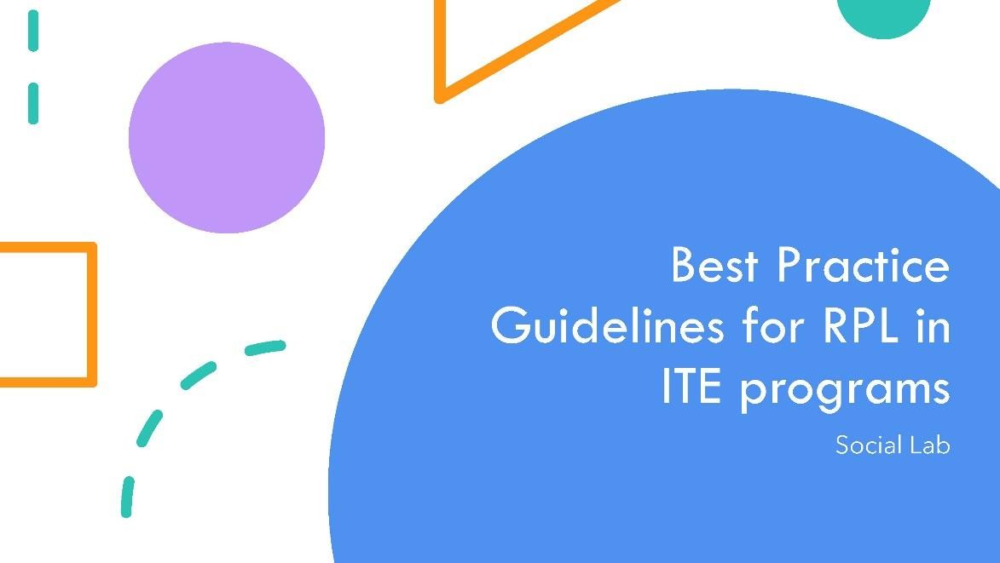 Best Practice
Guidelines for RPL in
ITE programs
Social Lab